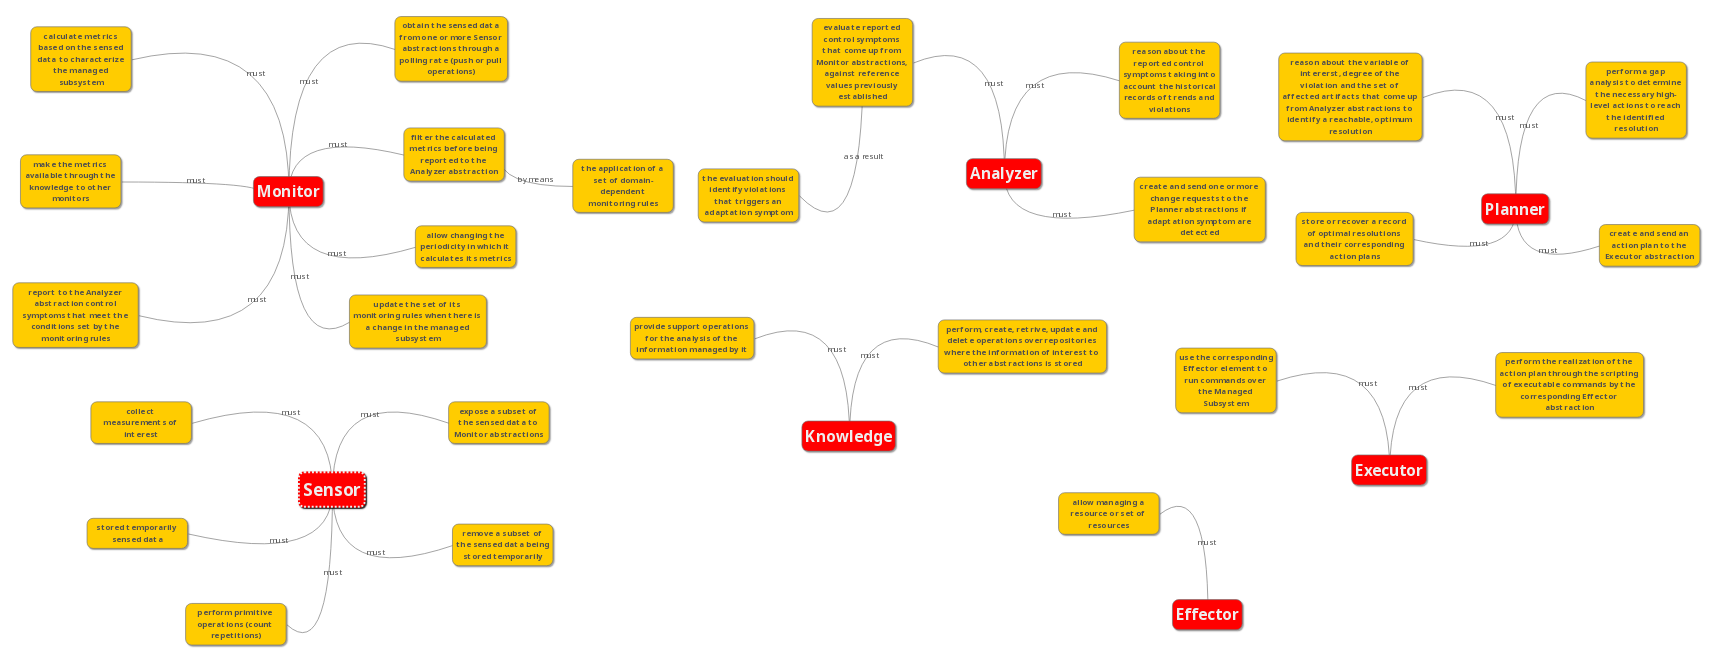 calculate metrics
based on the sensed
data to characterize
the managed
subsystem
must
obtain the sensed data
from one or more Sensor
abstractions through a
polling rate (push or pull
operations)
must
make the metrics
available through the
knowledge to other
monitors
must
Monitor
must
filter the calculated
metrics before being
reported to the
Analyzer abstraction
by means
the application of a
set of domain-
dependent
monitoring rules
must
allow changing the
periodicity in which it
calculates its metrics
report to the Analyzer
abstraction control
symptoms that meet the
conditions set by the
monitoring rules
must
must
update the set of its
monitoring rules when there is
a change in the managed
subsystem
evaluate reported
control symptoms
that come up from
Monitor abstractions,
against reference
values previously
established
must
as a result
the evaluation should
identify violations
that triggers an
adaptation symptom
Analyzer
must
reason about the
reported control
symptoms taking into
account the historical
records of trends and
violations
must
create and send one or more
change requests to the
Planner abstractions if
adaptation symptom are
detected
reason about the variable of
intererst, degree of the
violation and the set of
affected artifacts that come up
from Analyzer abstractions to
identify a reachable, optimum
resolution
must
must
perform a gap
analysis to determine
the necessary high-
level actions to reach
the identified
resolution
Planner
store or recover a record
of optimal resolutions
and their corresponding
action plans
must
must
create and send an
action plan to the
Executor abstraction
provide support operations
for the analysis of the
information managed by it
must
must
perform, create, retrive, update and
delete operations over repositories
where the information of interest to
other abstractions is stored
Knowledge
use the corresponding
Effector element to
run commands over
the Managed
Subsystem
must
must
perform the realization of the
action plan through the scripting
of executable commands by the
corresponding Effector
abstraction
Executor
collect
measurements of
interest
must
must
expose a subset of
the sensed data to
Monitor abstractions
Sensor
stored temporarily
sensed data
must
must
remove a subset of
the sensed data being
stored temporarily
must
perform primitive
operations (count
repetitions)
allow managing a
resource or set of
resources
must
Effector